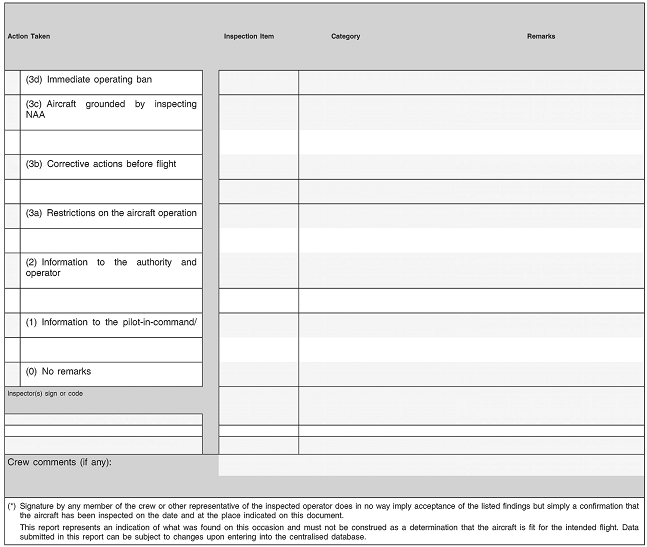 Action Taken Inspection Item Category Remarks
(3d) Immediate operating ban
(3c) Aircraft grounded by inspecting
NAA
(3b) Corrective actions before flight
(3a) Restrictions on the aircraft operation
(2) Information to the authority and
operator
(1) Information to the pilot-in-command/
(0) No remarks
Inspector(s) sign or code
Crew comments (if any):
(*) Signature by any member of the crew or other representative of the inspected operator does in no way imply acceptance of the listed findings but simply a confirmation that
the aircraft has been inspected on the date and at the place indicated on this document.
This report represents an indication of what was found on this occasion and must not be construed as a determination that the aircraft is fit for the intended flight. Data
submitted in this report can be subject to changes upon entering into the centralised database.